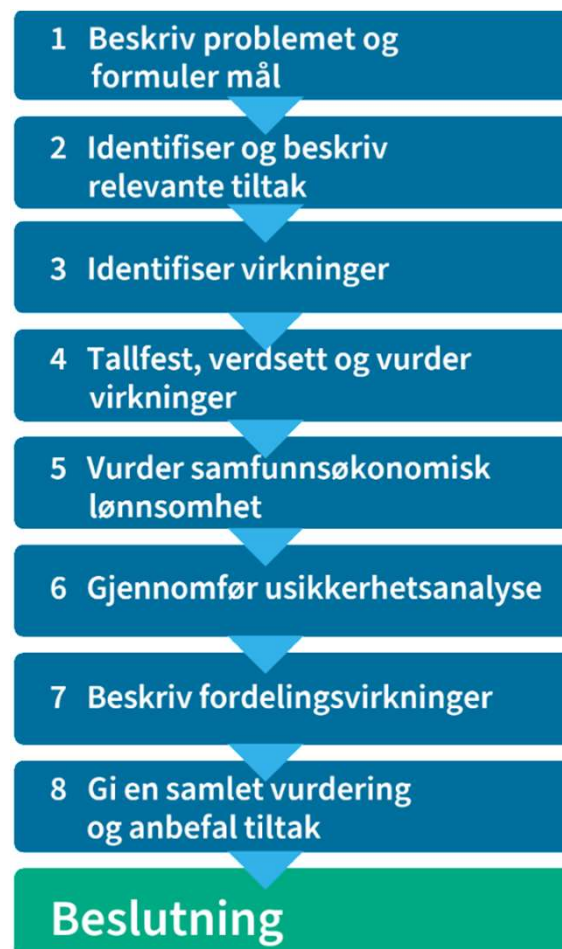 1 Beskriv problemet og
formuler mål
2 Identifiser og beskriv
relevante tiltak
3 Identifiser virkninger
4 Tallfest, verdsett og vurder
virkninger
5 Vurder samfunnsøkonomisk
lønnsomhet
6 Gjennomfør usikkerhetsanalyse
7 Beskriv fordelingsvirkninger
8 Gi en samlet vurdering
og anbefal tiltak
Beslutning